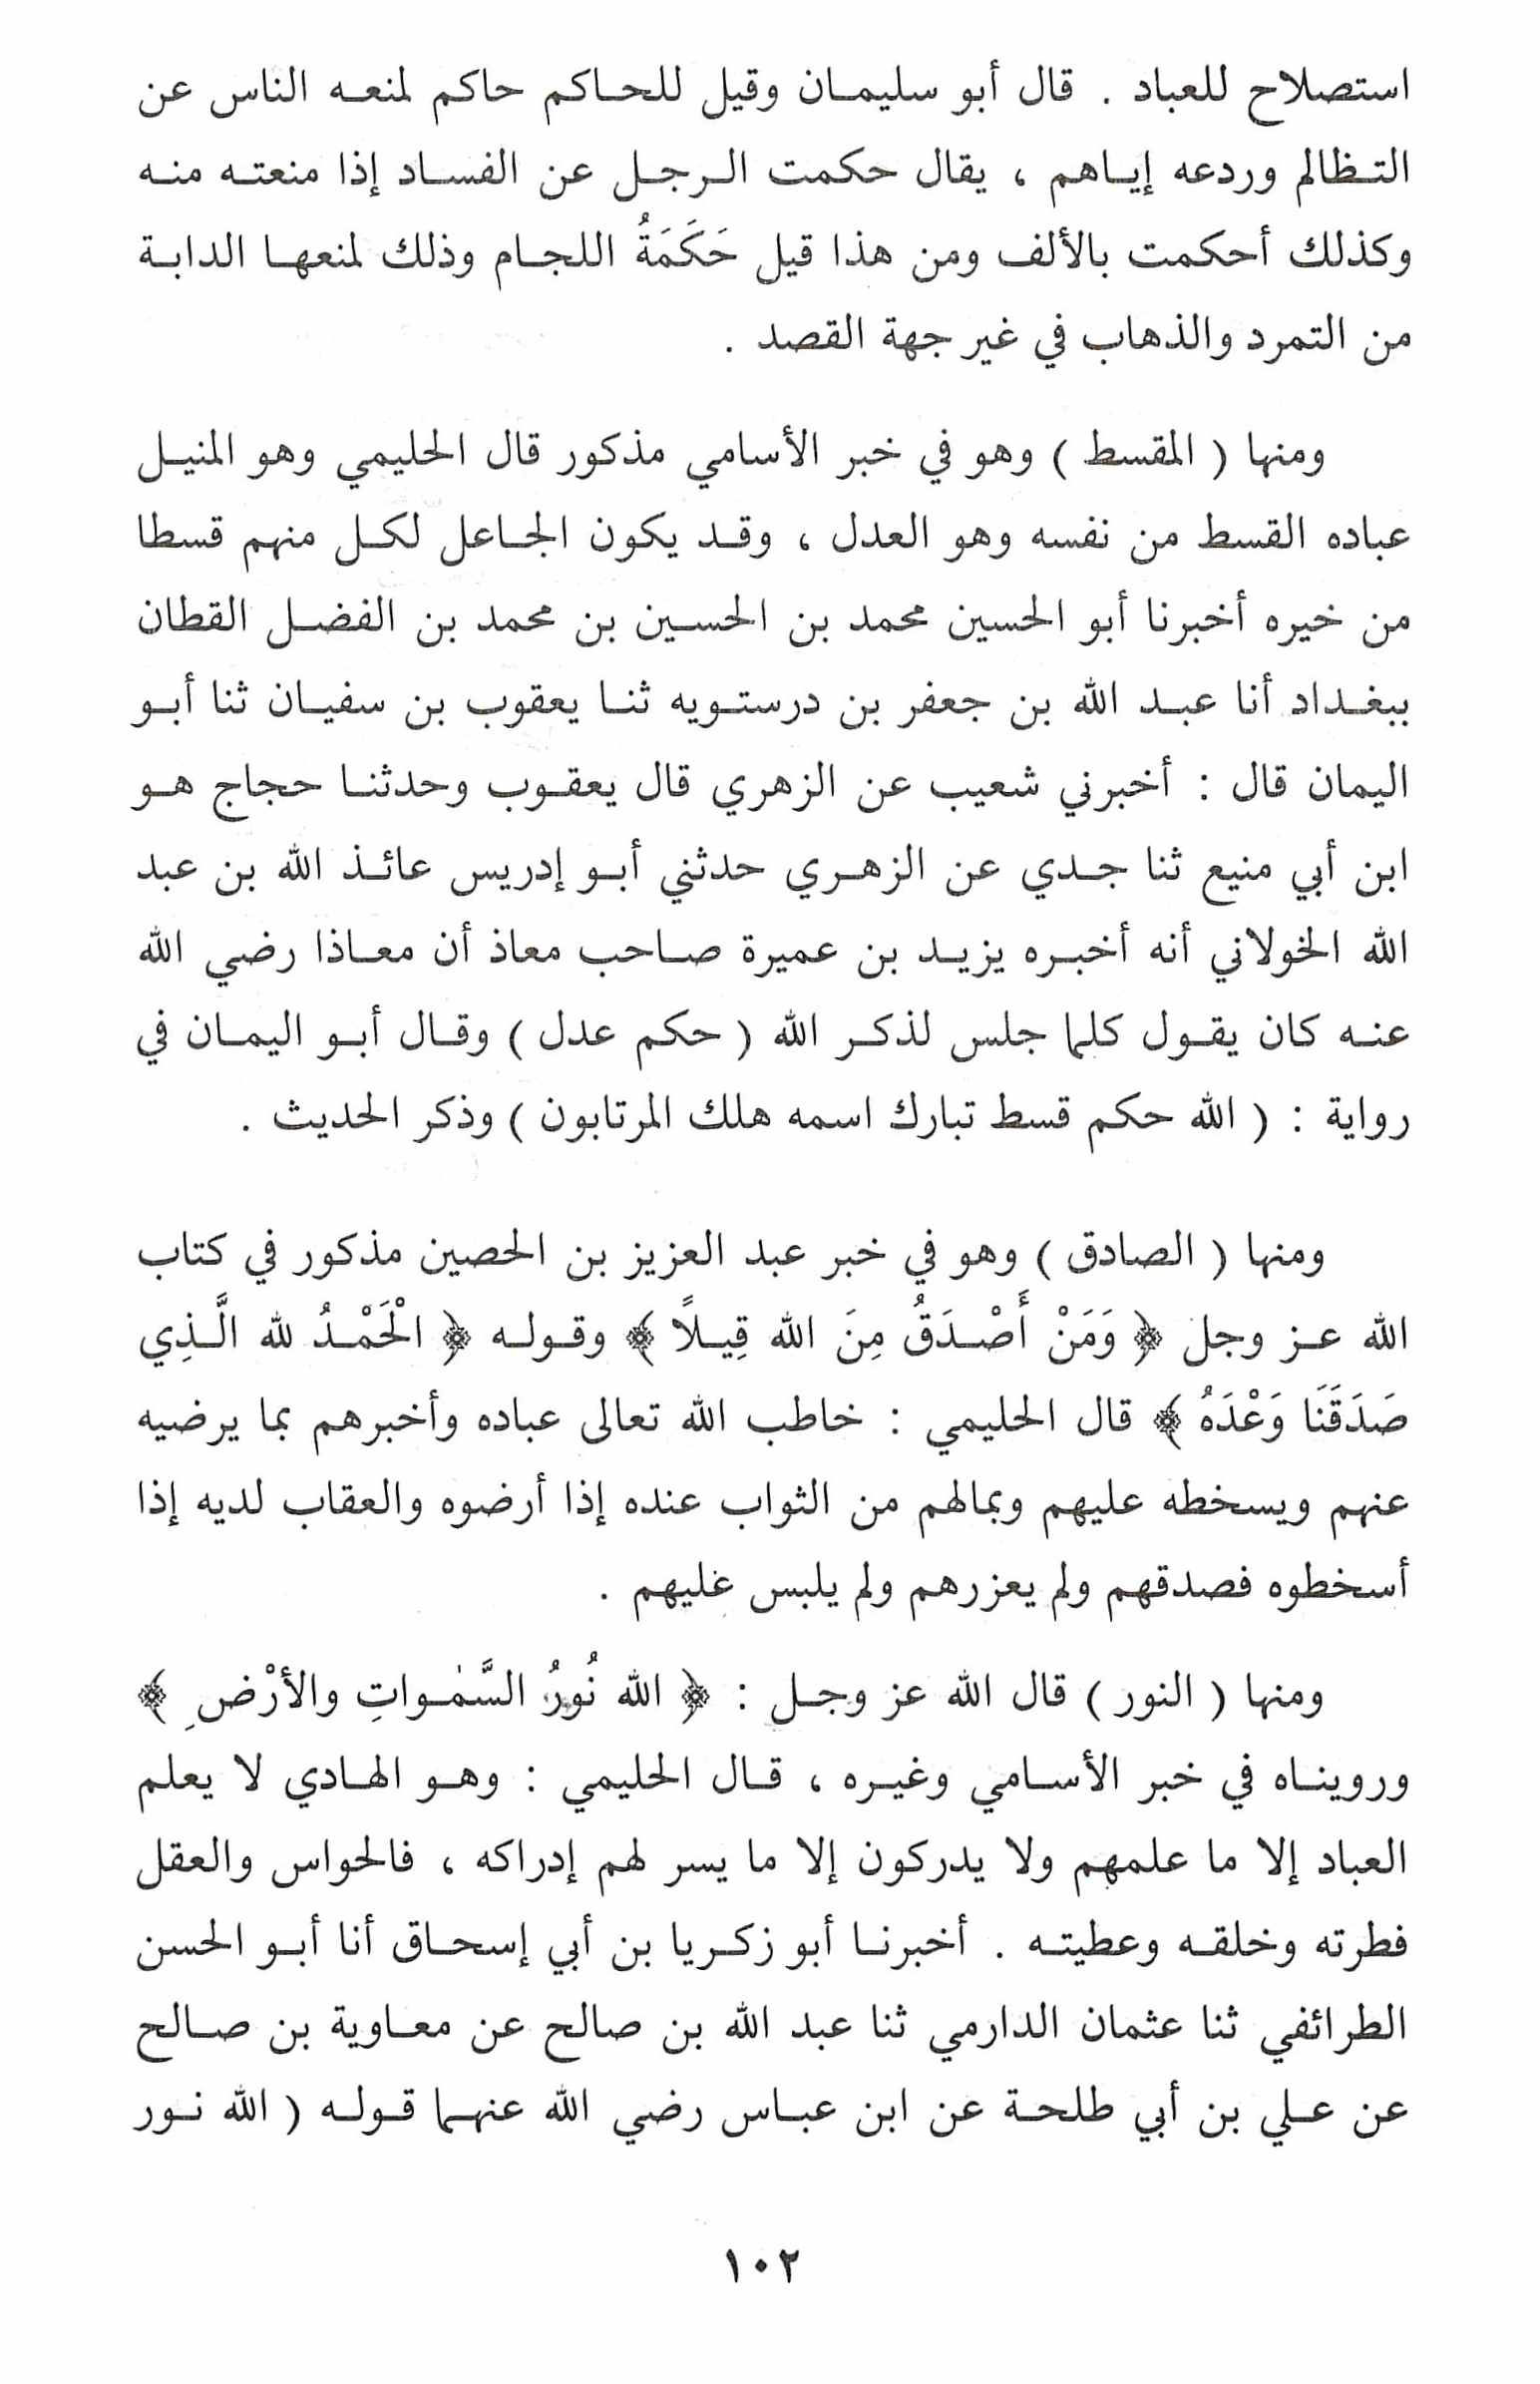 استصلاح للعباد . قال أبو سليمان وقيل للحاكم حاكم لمنعه الناس عن
التظالم وردعه إياهم ، يقال حكمت الرجل عن الفساد إذا منعته منه
وكذلك أحكمت بالألف ومن هذا قيل حَكَمَةُ اللجام وذلك لمنعها الدابة
من التمرد والذهاب في غير جهة القصد .
ومنها ( المقسط ) وهو في خبر الأسامي مذكور قال الحليمي وهو المنيل
عباده القسط من نفسه وهو العدل ، وقد يكون الجاعل لكل منهم قسطا
من خيره أخبرنا أبو الحسين محمد بن الحسين بن محمد بن الفضل القطان
ببغداد أنا عبد الله بن جعفر بن درستويه ثنا يعقوب بن سفيان ثنا أبو
اليمان قال : أخبرني شعيب عن الزهري قال يعقوب وحدثنا حجاج هو
ابن أبي منيع ثنا جدي عن الزهري حدثني أبو إدريس عائذ الله بن عبد
الله الخولاني أنه أخبره يزيد بن عميرة صاحب معاذ أن معاذا رضي الله
عنه كان يقول كلما جلس لذكر الله ( حكم عدل ) وقال أبو اليمان في
رواية : ( الله حكم قسط تبارك اسمه هلك المرتابون ) وذكر الحديث .
ومنها ( الصادق ) وهو في خبر عبد العزيز بن الحصين مذكور في كتاب
الله عز وجل ﴿ وَمَنْ أَصْدَقُ مِنَ الله قِيلاً ﴾ وقوله ﴿ الْحَمْدُ لله الَّذِي
صَدَقَنَا وَعْدَهُ ﴾ قال الحليمي : خاطب الله تعالى عباده وأخبرهم بما يرضيه
عنهم ويسخطه عليهم وبمالهم من الثواب عنده إذا أرضوه والعقاب لديه إذا
أسخطوه فصدقهم ولم يعزرهم ولم يلبس غليهم .
ومنها ( النور ) قال الله عز وجل : ﴿ الله نُورُ السَّمٰواتِ والأرْضِ ﴾
ورويناه في خبر الأسامي وغيره ، قال الحليمي : وهو الهادي لا يعلم
العباد إلا ما علمهم ولا يدركون إلا ما يسر لهم إدراكه ، فالحواس والعقل
فطرته وخلقه وعطيته . أخبرنا أبو زكريا بن أبي إسحاق أنا أبو الحسن
الطرائفي ثنا عثمان الدارمي ثنا عبد الله بن صالح عن معاوية بن صالح
عن علي بن أبي طلحة عن ابن عباس رضي الله عنهما قوله ( الله نور
١٠٢